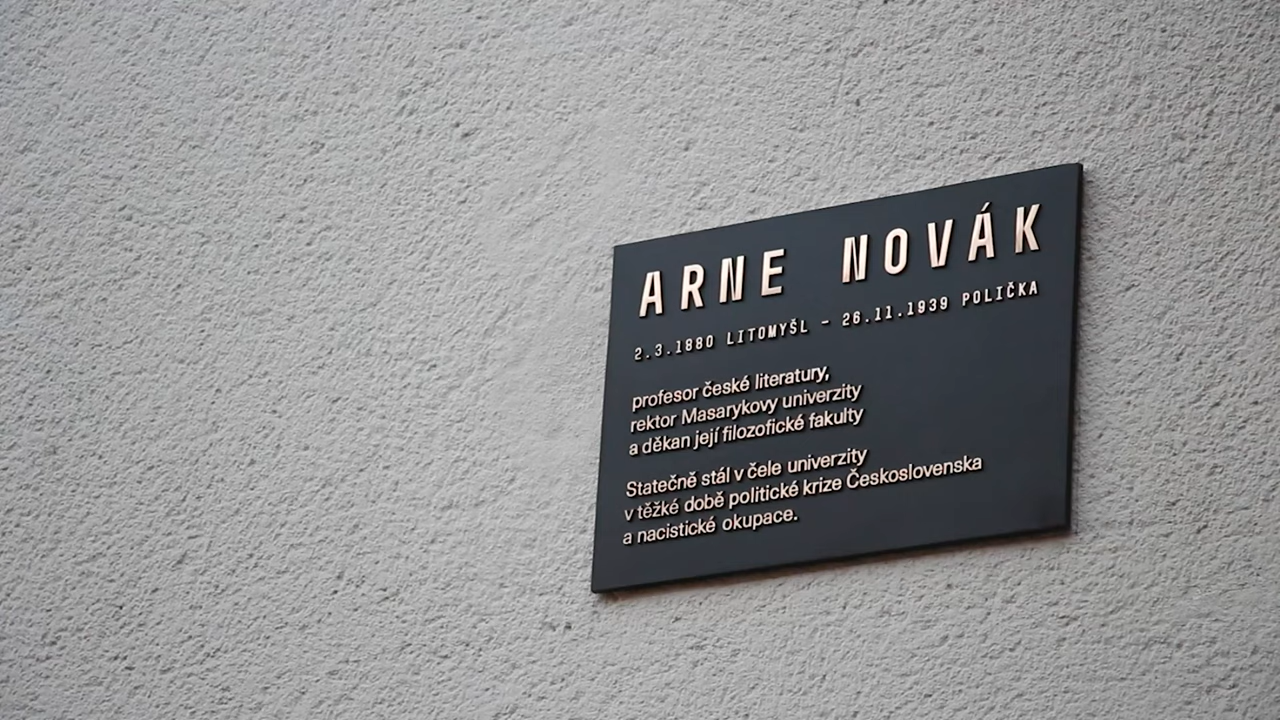 ARNE NOVÁK
2.3.1880 LITOMYŠL - 26.11.1939 POLIČKA
profesor české literatury,
rektor Masarykovy univerzity
a děkan její filozofické fakulty
Statečně stál v čele univerzity
v těžké době politické krize Československa
a nacistické okupace.